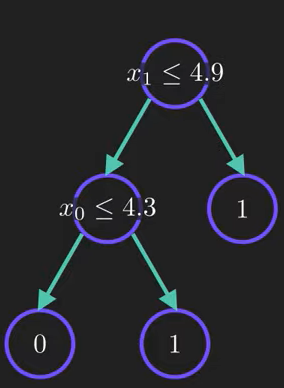 x₁ ≤ 4.9
x₀ ≤ 4.3
1
0
1